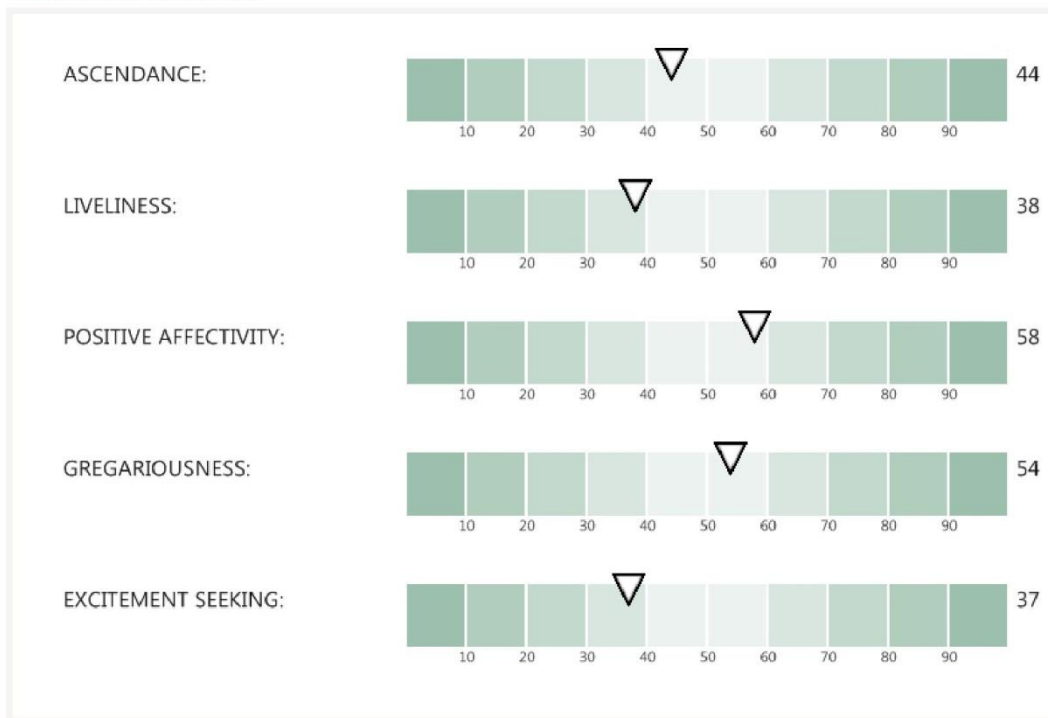 ASCENDANCE: 44
10 20 30 40 50 60 70 80 90
LIVELINESS: 38
10 20 30 40 50 60 70 80 90
POSITIVE AFFECTIVITY: 58
10 20 30 40 50 60 70 80 90
GREGARIOUSNESS: 54
10 20 30 40 50 60 70 80 90
EXCITEMENT SEEKING: 37
10 20 30 40 50 60 70 80 90